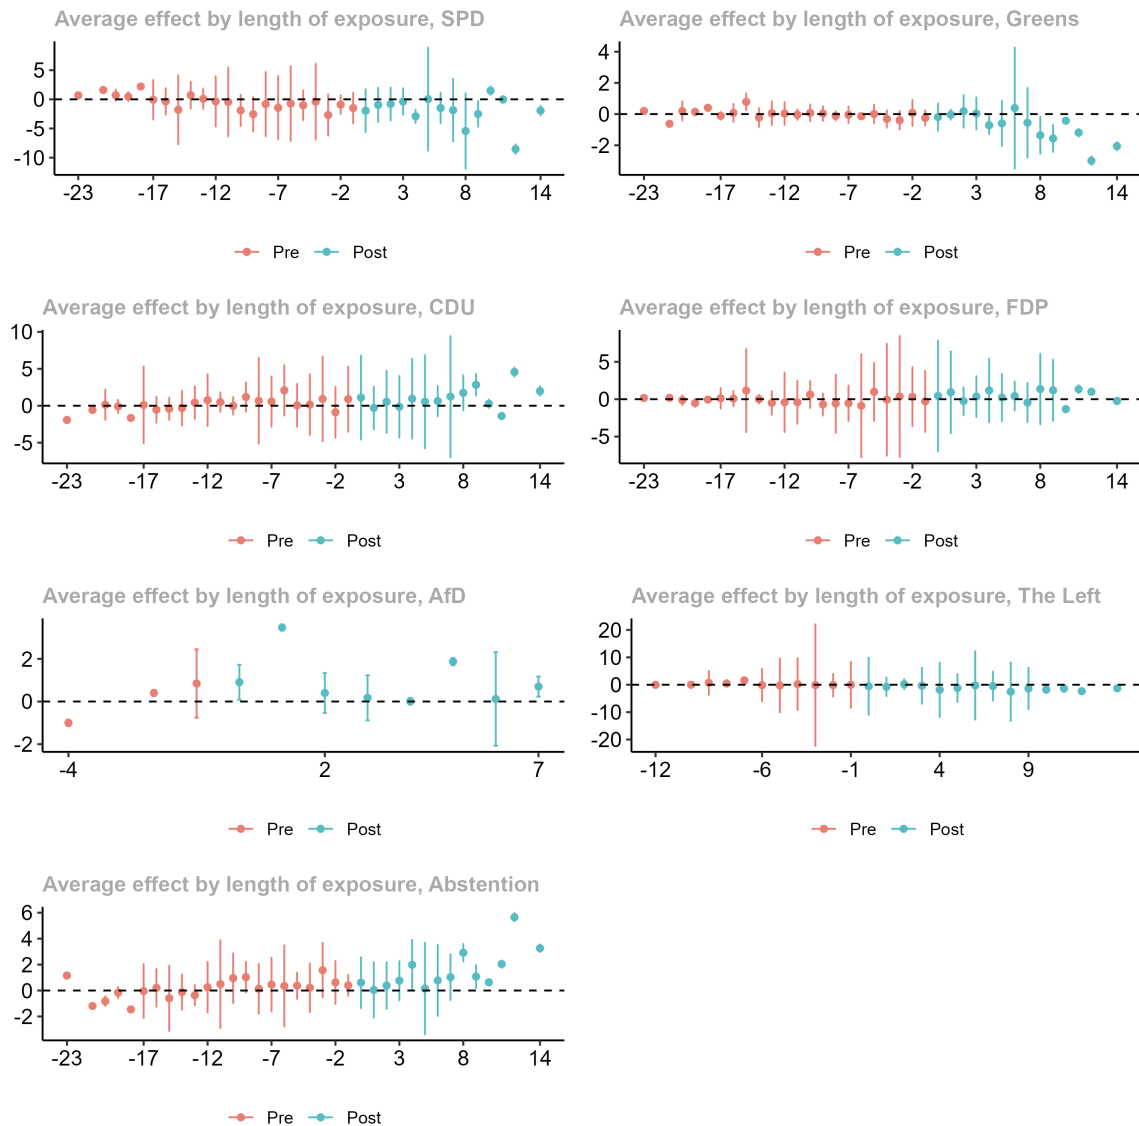 Average effect by length of exposure, SPD
5
0
-5
-10
-23 -17 -12 -7 -2 3 8 14
Pre Post
Average effect by length of exposure, Greens
4
2
0
-2
-23 -17 -12 -7 -2 3 8 14
Pre Post
Average effect by length of exposure, CDU
10
5
0
-5
-23 -17 -12 -7 -2 3 8 14
Pre Post
Average effect by length of exposure, FDP
5
0
-5
-23 -17 -12 -7 -2 3 8 14
Pre Post
Average effect by length of exposure, AfD
2
0
-2
-4 2 7
Pre Post
Average effect by length of exposure, The Left
20
10
0
-10
-20
-12 -6 -1 4 9
Pre Post
Average effect by length of exposure, Abstention
6
4
2
0
-2
-23 -17 -12 -7 -2 3 8 14
Pre Post